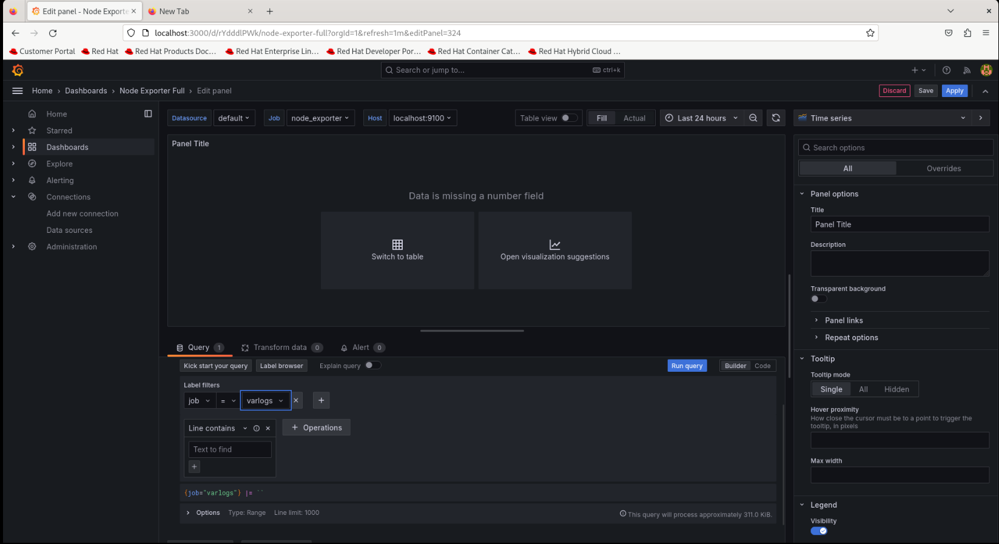 Edit panel - Node Exporte
New Tab
localhost:3000/d/rYdddlPWk/node-exporter-full?orgId=1&refresh=1m&editPanel=324
Customer Portal
Red Hat
Red Hat Products Doc…
Red Hat Enterprise Lin…
Red Hat Developer Por…
Red Hat Container Cat…
Red Hat Hybrid Cloud …
Search or jump to...
ctrl+k
Home › Dashboards › Node Exporter Full › Edit panel
Discard
Save
Apply
Home
Starred
Dashboards
Explore
Alerting
Connections
Add new connection
Data sources
Administration
Datasource
default
Job
node_exporter
Host
localhost:9100
Table view
Fill
Actual
Last 24 hours
Time series
Panel Title
Data is missing a number field
Switch to table
Open visualization suggestions
Query 1
Transform data 0
Alert 0
Kick start your query
Label browser
Explain query
Run query
Builder
Code
Label filters
job
=
varlogs
Line contains
+ Operations
Text to find
{job="varlogs"} |= ``
Options
Type: Range
Line limit: 1000
This query will process approximately 311.0 KiB.
Search options
All
Overrides
Panel options
Title
Panel Title
Description
Transparent background
Panel links
Repeat options
Tooltip
Tooltip mode
Single
All
Hidden
Hover proximity
How close the cursor must be to a point to trigger the
tooltip, in pixels
Max width
Legend
Visibility